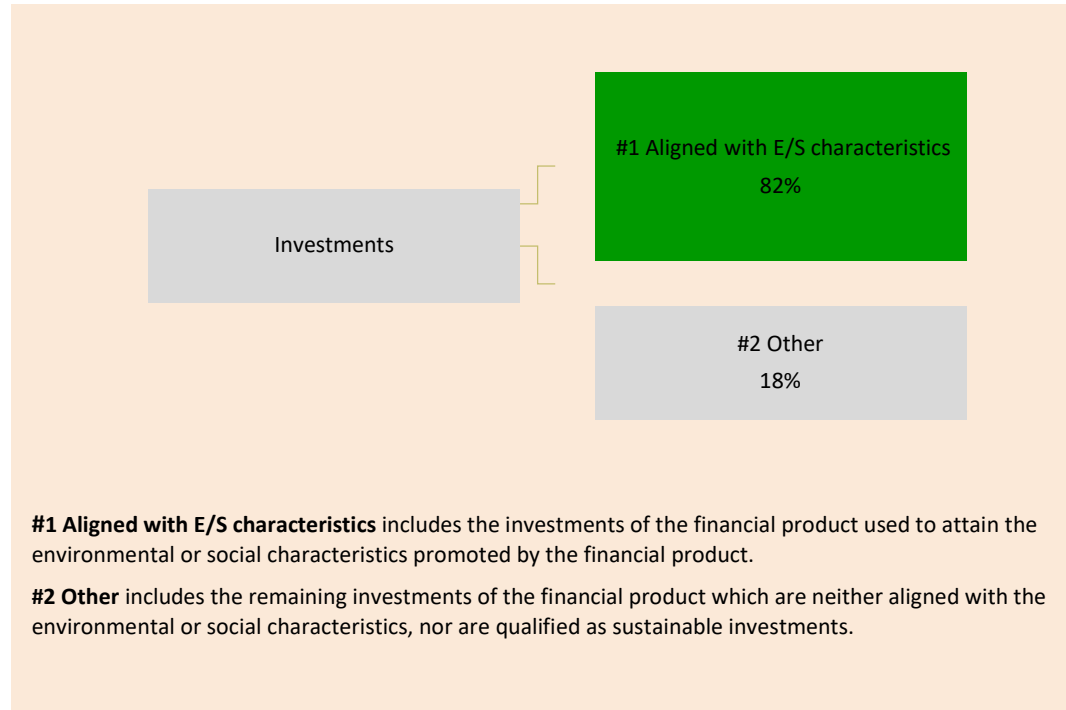 #1 Aligned with E/S characteristics
82%
Investments
#2 Other
18%
#1 Aligned with E/S characteristics includes the investments of the financial product used to attain the
environmental or social characteristics promoted by the financial product.
#2 Other includes the remaining investments of the financial product which are neither aligned with the
environmental or social characteristics, nor are qualified as sustainable investments.